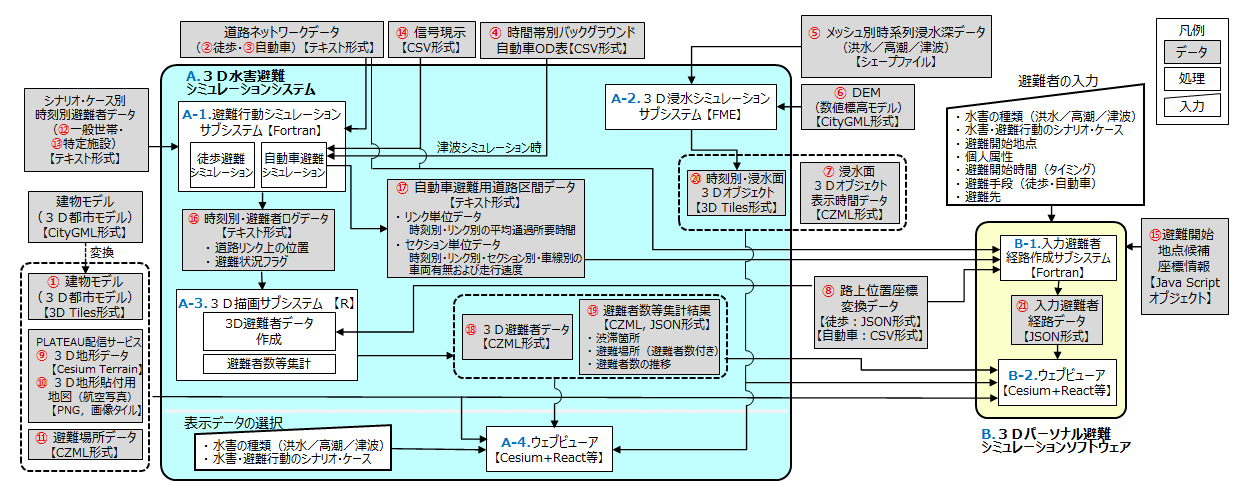 道路ネットワークデータ
（②徒歩・③自動車）【テキスト形式】
⑭ 信号現示
【CSV形式】
④ 時間帯別バックグラウンド
自動車OD表【CSV形式】
⑤ メッシュ別時系列浸水深データ
（洪水／高潮／津波）
【シェープファイル】
凡例
データ
処理
入力
A.３D水害避難
シミュレーションシステム
シナリオ・ケース別
時刻別避難者データ
（⑫一般世帯・
⑬特定施設）
【テキスト形式】
A-1.避難行動シミュレーション
サブシステム【Fortran】
徒歩避難
シミュレーション
自動車避難
シミュレーション
津波シミュレーション時
A-2.３D浸水シミュレーション
サブシステム【FME】
⑥ DEM
（数値標高モデル）
【CityGML形式】
避難者の入力
・水害の種類（洪水／高潮／津波）
・水害・避難行動のシナリオ・ケース
・避難開始地点
・個人属性
・避難開始時間（タイミング）
・避難手段（徒歩・自動車）
・避難先
⑳ 時刻別・浸水面
３Dオブジェクト
【3D Tiles形式】
⑦ 浸水面
３Dオブジェクト
表示時間データ
【CZML形式】
建物モデル
（３D都市モデル）
【CityGML形式】
変換
① 建物モデル
（３D都市モデル）
【3D Tiles形式】
⑯ 時刻別・避難者ログデータ
【テキスト形式】
・道路リンク上の位置
・避難状況フラグ
⑰ 自動車避難用道路区間データ
【テキスト形式】
・リンク単位データ
時刻別・リンク別の平均通過所要時間
・セクション単位データ
時刻別・リンク別・セクション別・車線別の
車両有無および走行速度
B-1.入力避難者
経路作成サブシステム
【Fortran】
⑮避難開始
地点候補
座標情報
【Java Script
オブジェクト】
A-3.３D描画サブシステム 【R】
3D避難者データ
作成
避難者数等集計
⑱ ３D避難者データ
【CZML形式】
⑲ 避難者数等集計結果
【CZML, JSON形式】
・渋滞箇所
・避難場所（避難者数付き）
・避難者数の推移
⑧ 路上位置座標
変換データ
【徒歩：JSON形式】
【自動車：CSV形式】
㉑ 入力避難者
経路データ
【JSON形式】
PLATEAU配信サービス
⑨ ３D地形データ
【Cesium Terrain】
⑩ ３D地形貼付用
地図（航空写真）
【PNG, 画像タイル】
⑪ 避難場所データ
【CZML形式】
B-2.ウェブビューア
【Cesium+React等】
表示データの選択
・水害の種類（洪水／高潮／津波）
・水害・避難行動のシナリオ・ケース
A-4.ウェブビューア
【Cesium+React等】
B.３Dパーソナル避難
シミュレーションソフトウェア